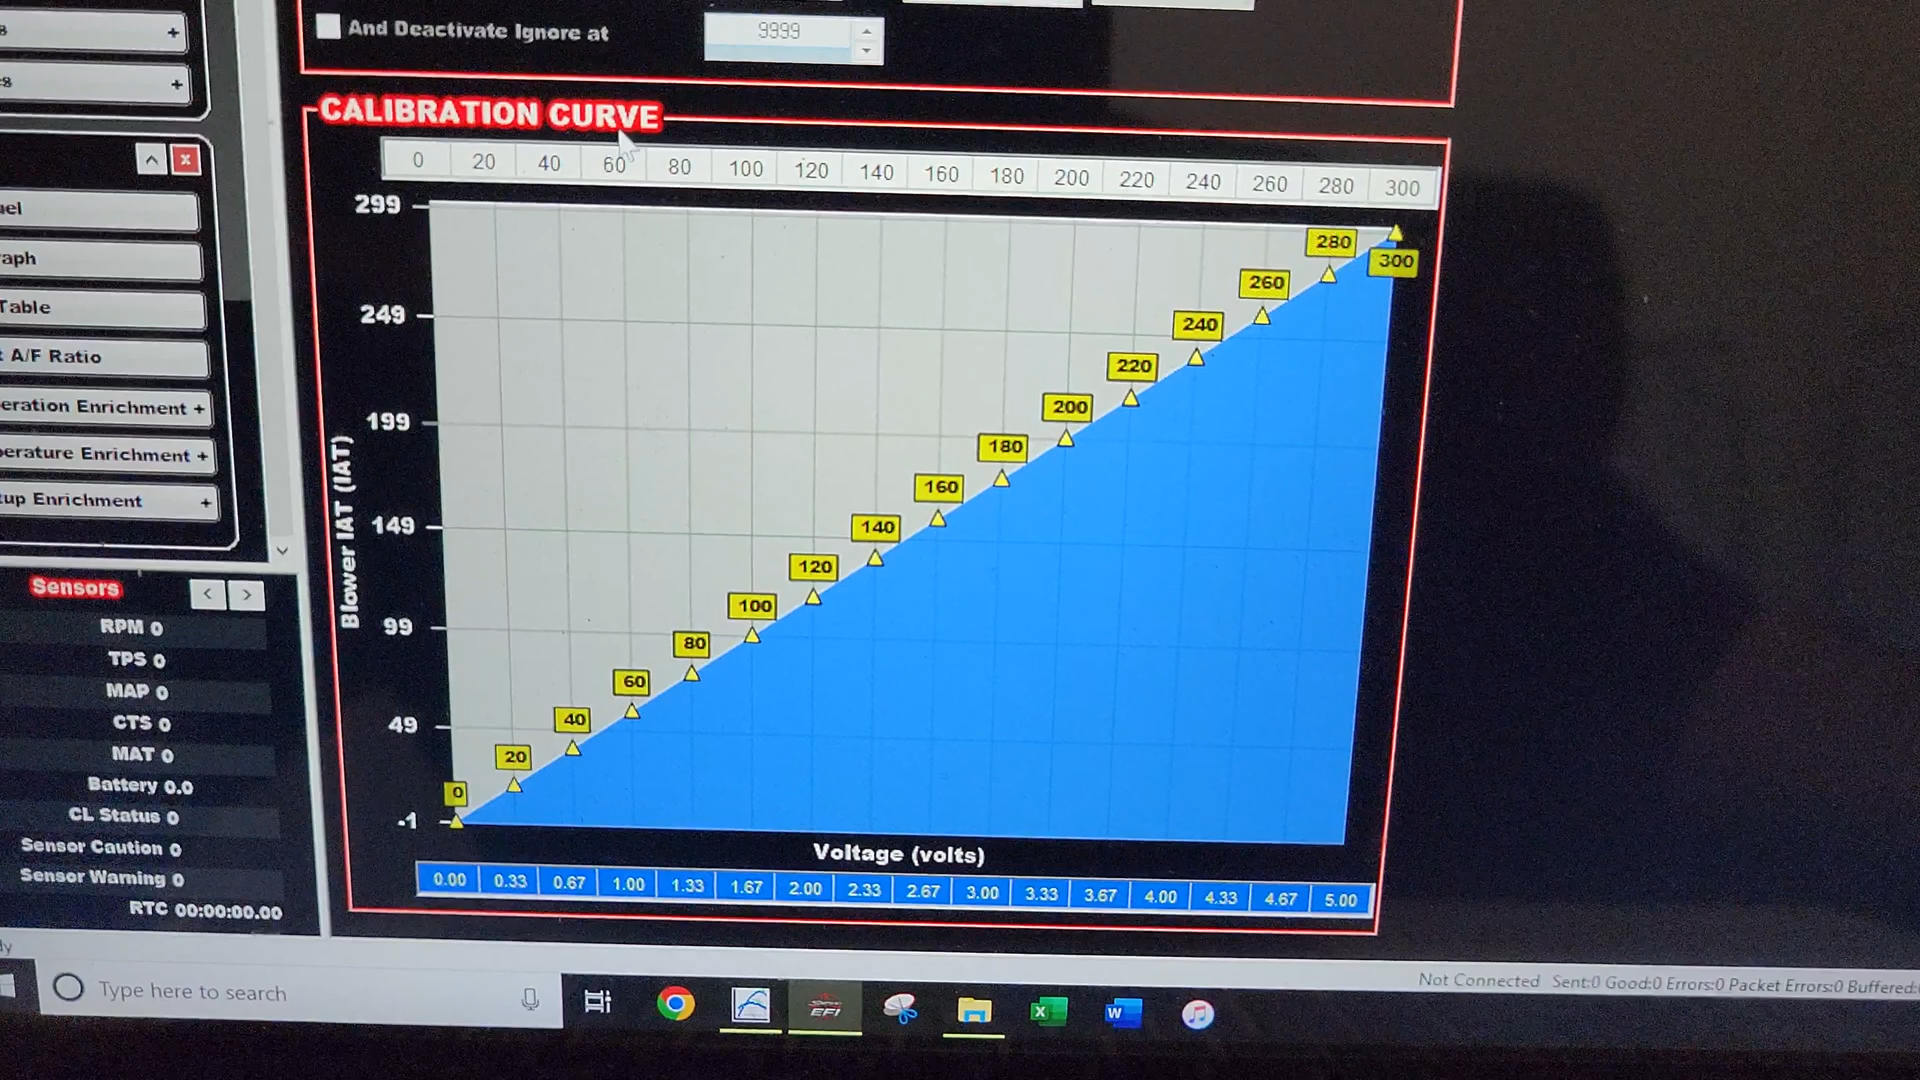 And Deactivate Ignore at 9999
CALIBRATION CURVE
0 20 40 60 80 100 120 140 160 180 200 220 240 260 280 300
299
249
199
149
99
49
-1
Blower IAT (IAT)
0 20 40 60 80 100 120 140 160 180 200 220 240 260 280 300
Voltage (volts)
0.00 0.33 0.67 1.00 1.33 1.67 2.00 2.33 2.67 3.00 3.33 3.67 4.00 4.33 4.67 5.00
Table
A/F Ratio
eration Enrichment +
perature Enrichment +
tup Enrichment +
Sensors < >
RPM 0
TPS 0
MAP 0
CTS 0
MAT 0
Battery 0.0
CL Status 0
Sensor Caution 0
Sensor Warning 0
RTC 00:00:00.00
Not Connected Sent:0 Good:0 Errors:0 Packet Errors:0 Buffered:
Type here to search
EFI
X
W